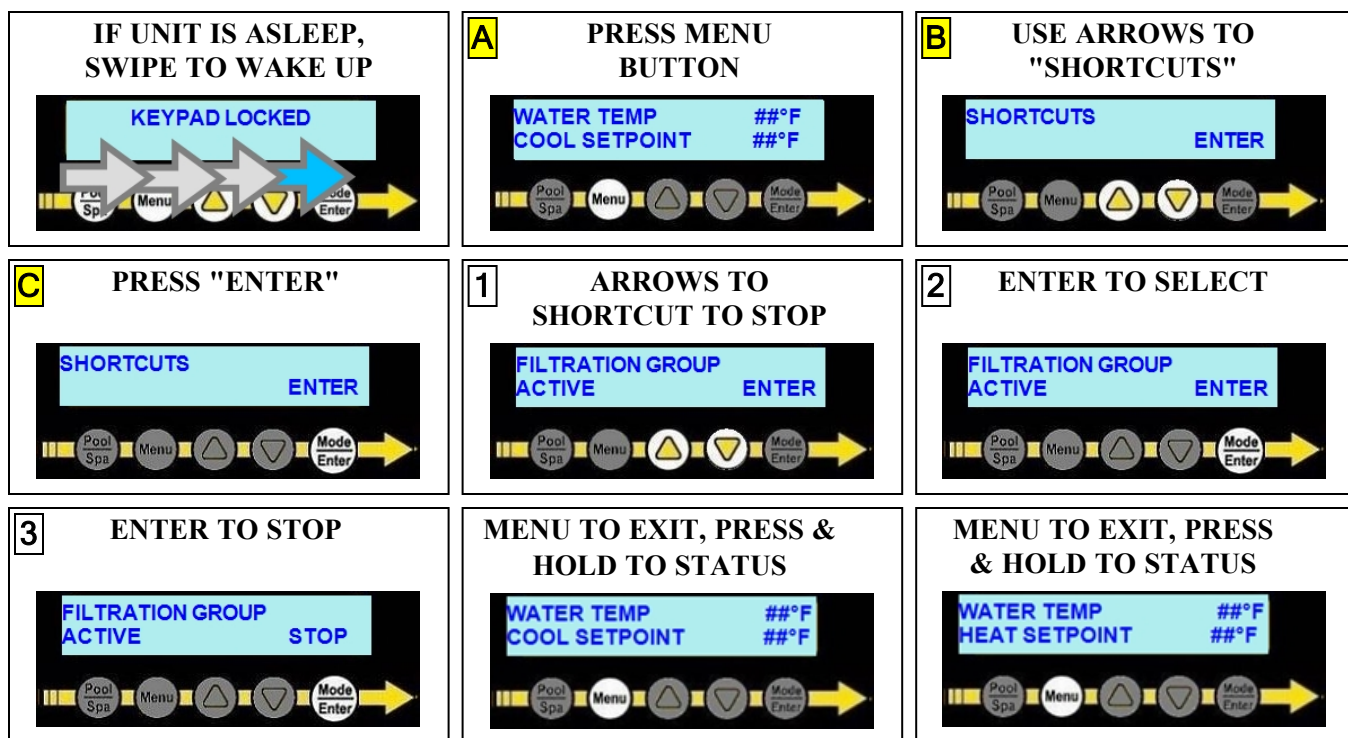 IF UNIT IS ASLEEP,
SWIPE TO WAKE UP
KEYPAD LOCKED
Pool
Spa
Menu
Mode
Enter
A
PRESS MENU
BUTTON
WATER TEMP ##°F
COOL SETPOINT ##°F
Pool
Spa
Menu
Mode
Enter
B
USE ARROWS TO
"SHORTCUTS"
SHORTCUTS
ENTER
Pool
Spa
Menu
Mode
Enter
C
PRESS "ENTER"
SHORTCUTS
ENTER
Pool
Spa
Menu
Mode
Enter
1
ARROWS TO
SHORTCUT TO STOP
FILTRATION GROUP
ACTIVE ENTER
Pool
Spa
Menu
Mode
Enter
2
ENTER TO SELECT
FILTRATION GROUP
ACTIVE ENTER
Pool
Spa
Menu
Mode
Enter
3
ENTER TO STOP
FILTRATION GROUP
ACTIVE STOP
Pool
Spa
Menu
Mode
Enter
MENU TO EXIT, PRESS &
HOLD TO STATUS
WATER TEMP ##°F
COOL SETPOINT ##°F
Pool
Spa
Menu
Mode
Enter
MENU TO EXIT, PRESS
& HOLD TO STATUS
WATER TEMP ##°F
HEAT SETPOINT ##°F
Pool
Spa
Menu
Mode
Enter